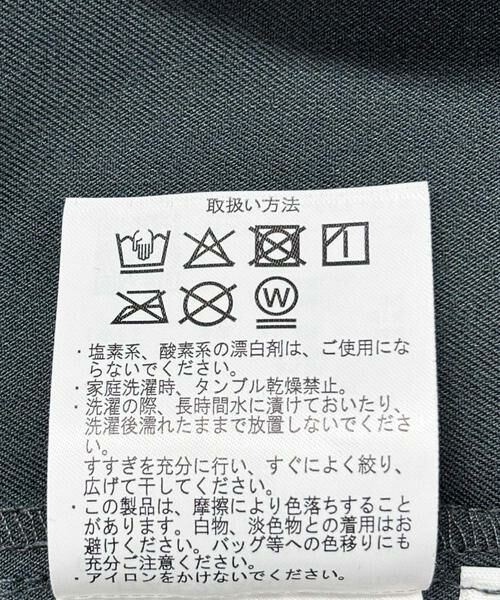 取扱い方法
W
・塩素系、酸素系の漂白剤は、ご使用にな
らないでください。
・家庭洗濯時、タンブル乾燥禁止。
・洗濯の際、長時間水に漬けておいたり、
洗濯後濡れたままで放置しないでくださ
い。
すすぎを充分に行い、すぐによく絞り、
広げて干してください。
・この製品は、摩擦により色落ちすること
があります。白物、淡色物との着用はお
避けください。バッグ等への色移りにも
充分ご注意ください。
・アイロンをかけないでください。